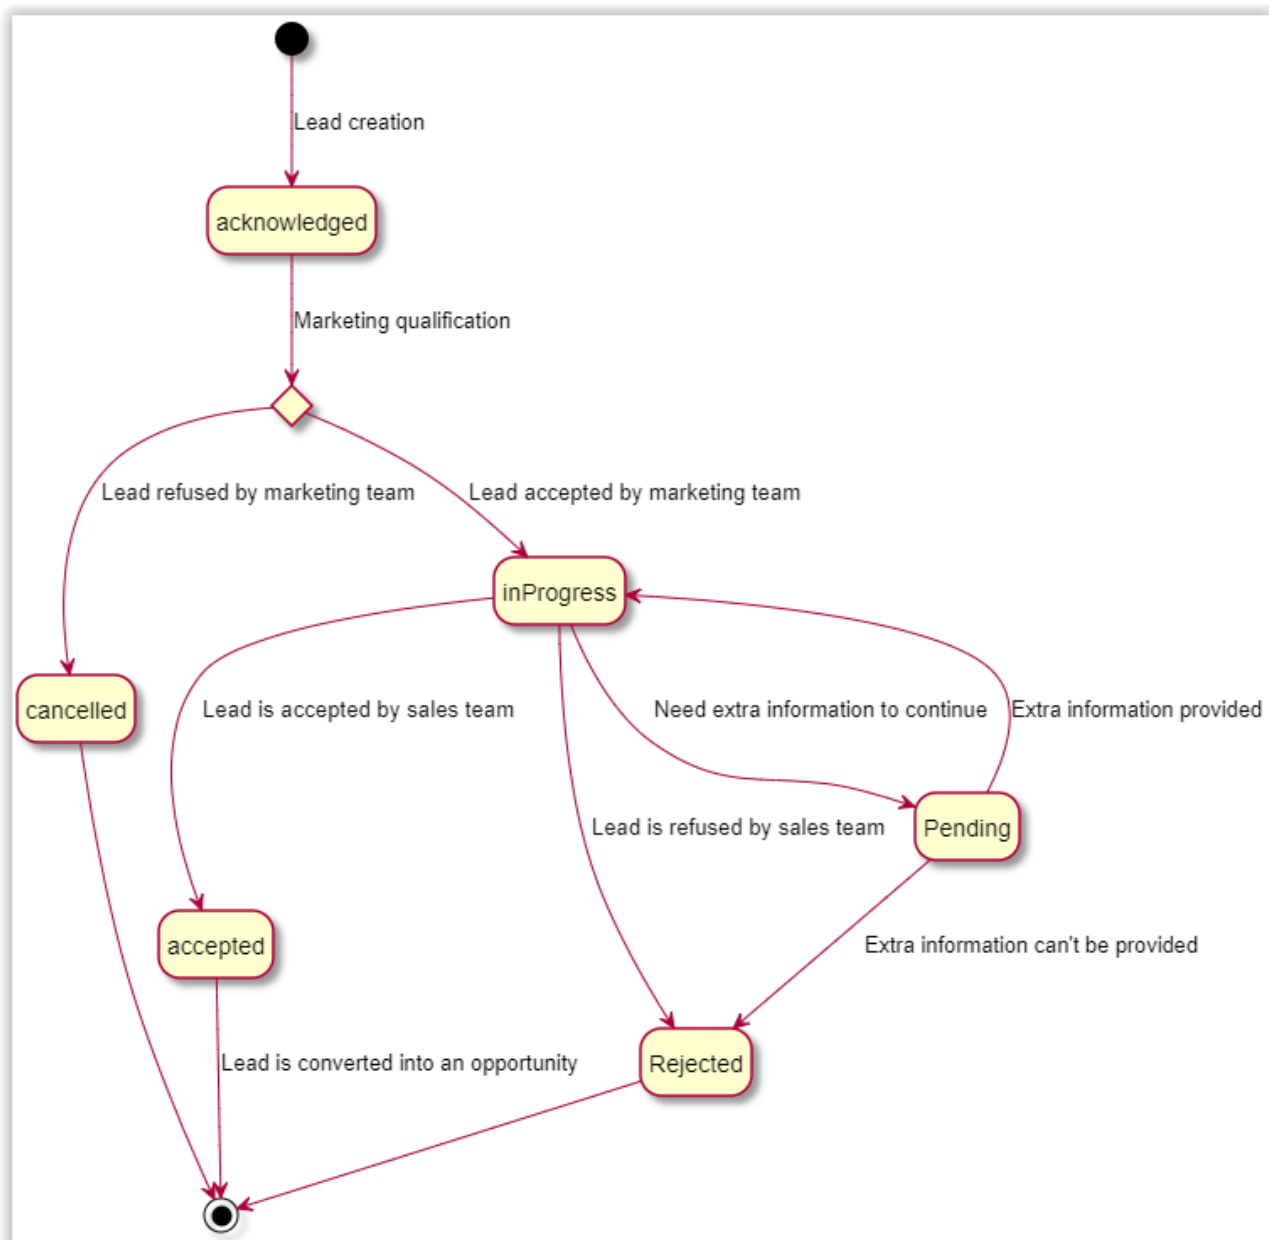 Lead creation
acknowledged
Marketing qualification
Lead refused by marketing team
Lead accepted by marketing team
inProgress
cancelled
Lead is accepted by sales team
Need extra information to continue
Extra information provided
Lead is refused by sales team
Pending
accepted
Extra information can't be provided
Lead is converted into an opportunity
Rejected